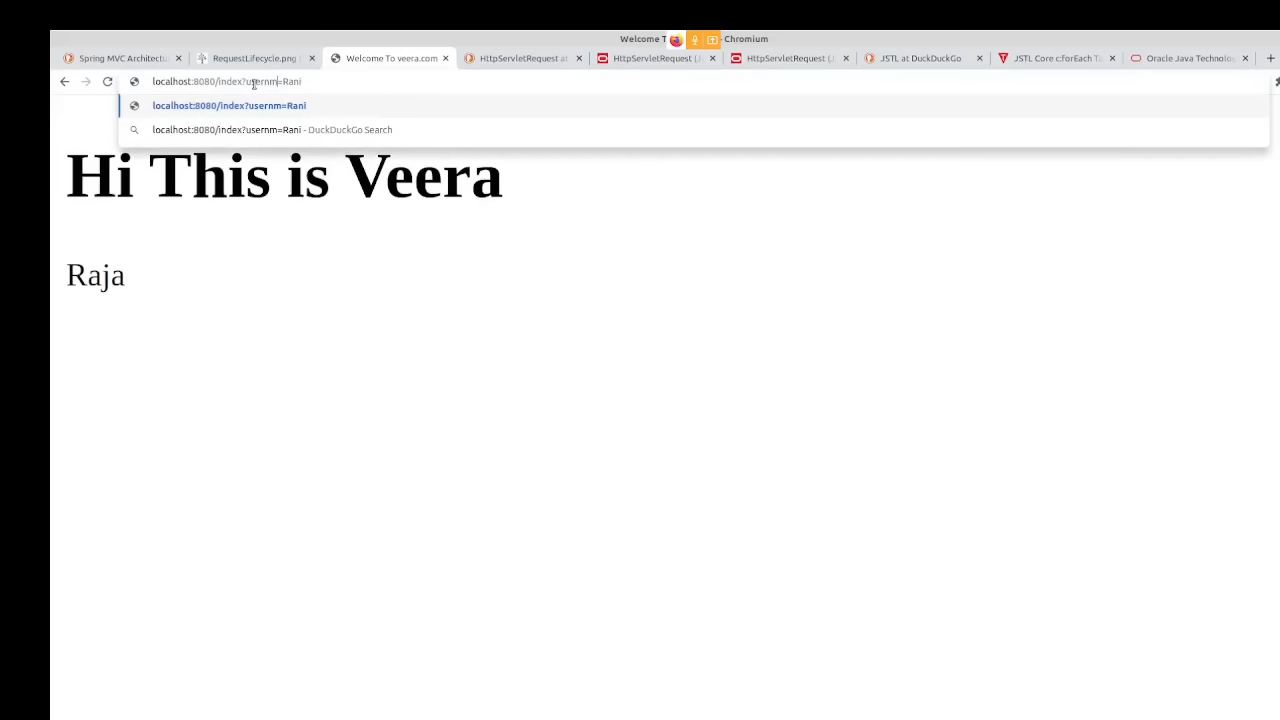 Welcome T - Chromium
Spring MVC Architectu
RequestLifecycle.png
Welcome To veera.com
HttpServletRequest at
HttpServletRequest (J
HttpServletRequest (J
JSTL at DuckDuckGo
JSTL Core c:forEach Ta
Oracle Java Technolog
localhost:8080/index?usernm=Rani
localhost:8080/index?usernm=Rani
localhost:8080/index?usernm=Rani - DuckDuckGo Search
Hi This is Veera
Raja